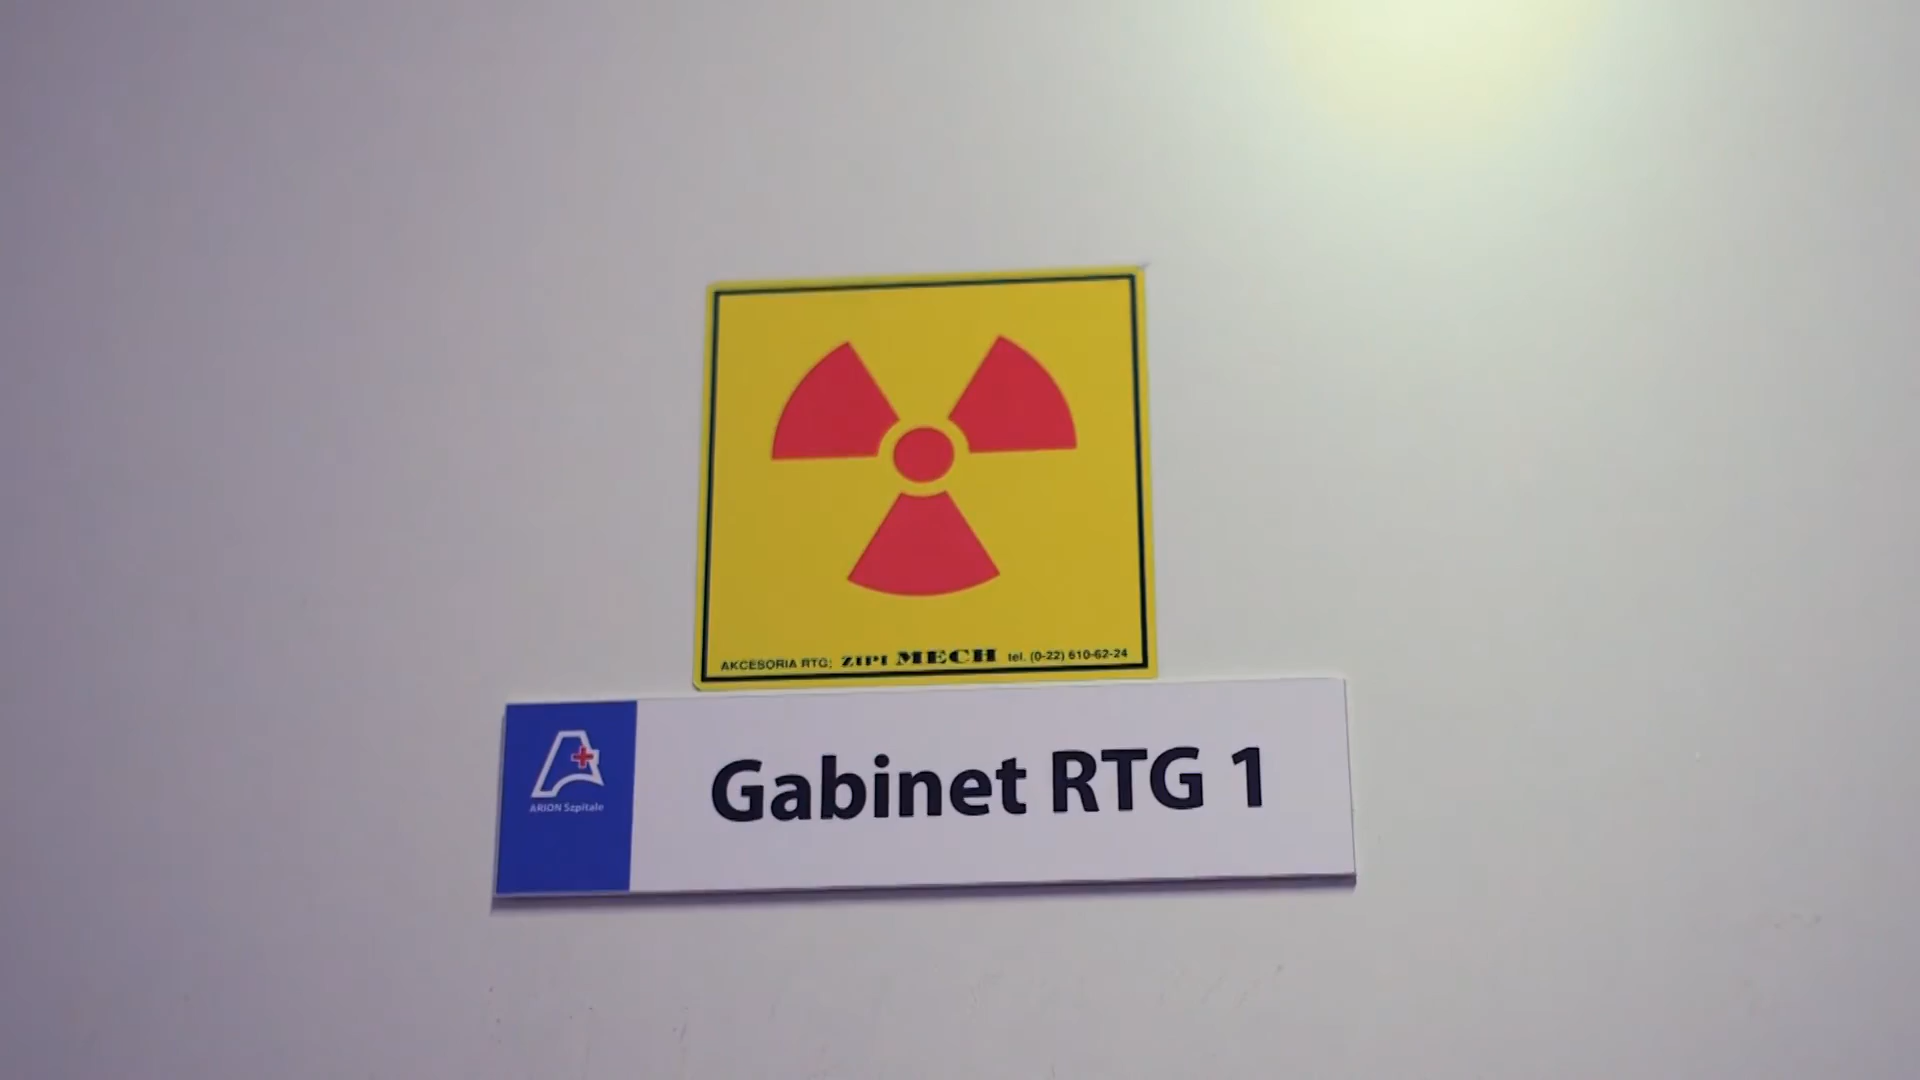 AKCESORIA RTG; ZIPI MECH tel. (0-22) 610-62-24
ARION Szpitale
Gabinet RTG 1